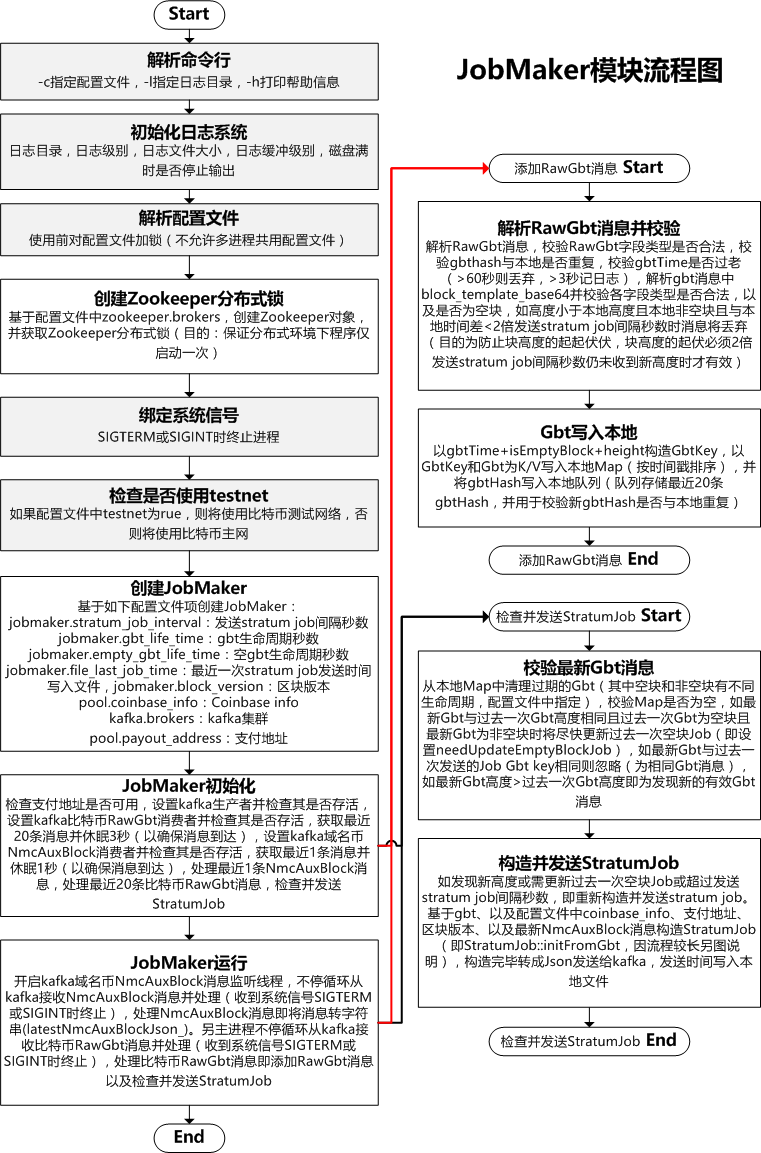 Start
解析命令行
-c指定配置文件，-l指定日志目录，-h打印帮助信息
初始化日志系统
日志目录，日志级别，日志文件大小，日志缓冲级别，磁盘满
时是否停止输出
解析配置文件
使用前对配置文件加锁（不允许多进程共用配置文件）
创建Zookeeper分布式锁
基于配置文件中zookeeper.brokers，创建Zookeeper对象，
并获取Zookeeper分布式锁（目的：保证分布式环境下程序仅
启动一次）
绑定系统信号
SIGTERM或SIGINT时终止进程
检查是否使用testnet
如果配置文件中testnet为rue，则将使用比特币测试网络，否
则将使用比特币主网
创建JobMaker
基于如下配置文件项创建JobMaker：
jobmaker.stratum_job_interval：发送stratum job间隔秒数
jobmaker.gbt_life_time：gbt生命周期秒数
jobmaker.empty_gbt_life_time：空gbt生命周期秒数
jobmaker.file_last_job_time：最近一次stratum job发送时间
写入文件，jobmaker.block_version：区块版本
pool.coinbase_info：Coinbase info
kafka.brokers：kafka集群
pool.payout_address：支付地址
JobMaker初始化
检查支付地址是否可用，设置kafka生产者并检查其是否存活，
设置kafka比特币RawGbt消费者并检查其是否存活，获取最近
20条消息并休眠3秒（以确保消息到达），设置kafka域名币
NmcAuxBlock消费者并检查其是否存活，获取最近1条消息并
休眠1秒（以确保消息到达），处理最近1条NmcAuxBlock消
息，处理最近20条比特币RawGbt消息，检查并发送
StratumJob
JobMaker运行
开启kafka域名币NmcAuxBlock消息监听线程，不停循环从
kafka接收NmcAuxBlock消息并处理（收到系统信号SIGTERM
或SIGINT时终止），处理NmcAuxBlock消息即将消息转字符
串(latestNmcAuxBlockJson_)。另主进程不停循环从kafka接
收比特币RawGbt消息并处理（收到系统信号SIGTERM或
SIGINT时终止），处理比特币RawGbt消息即添加RawGbt消息
以及检查并发送StratumJob
End
JobMaker模块流程图
添加RawGbt消息 Start
解析RawGbt消息并校验
解析RawGbt消息，校验RawGbt字段类型是否合法，校
验gbthash与本地是否重复，校验gbtTime是否过老
（>60秒则丢弃，>3秒记日志），解析gbt消息中
block_template_base64并校验各字段类型是否合法，以
及是否为空块，如高度小于本地高度且本地非空块且与本
地时间差<2倍发送stratum job间隔秒数时消息将丢弃
（目的为防止块高度的起起伏伏，块高度的起伏必须2倍
发送stratum job间隔秒数仍未收到新高度时才有效）
Gbt写入本地
以gbtTime+isEmptyBlock+height构造GbtKey，以
GbtKey和Gbt为K/V写入本地Map（按时间戳排序），并
将gbtHash写入本地队列（队列存储最近20条
gbtHash，并用于校验新gbtHash是否与本地重复）
添加RawGbt消息 End
检查并发送StratumJob Start
校验最新Gbt消息
从本地Map中清理过期的Gbt（其中空块和非空块有不同
生命周期，配置文件中指定），校验Map是否为空，如最
新Gbt与过去一次Gbt高度相同且过去一次Gbt为空块且
最新Gbt为非空块时将尽快更新过去一次空块Job（即设
置needUpdateEmptyBlockJob），如最新Gbt与过去一
次发送的Job Gbt key相同则忽略（为相同Gbt消息），
如最新Gbt高度>过去一次Gbt高度即为发现新的有效Gbt
消息
构造并发送StratumJob
如发现新高度或需更新过去一次空块Job或超过发送
stratum job间隔秒数，即重新构造并发送stratum job。
基于gbt、以及配置文件中coinbase_info、支付地址、
区块版本、以及最新NmcAuxBlock消息构造StratumJob
（即StratumJob::initFromGbt，因流程较长另图说
明），构造完毕转成Json发送给kafka，发送时间写入本
地文件
检查并发送StratumJob End